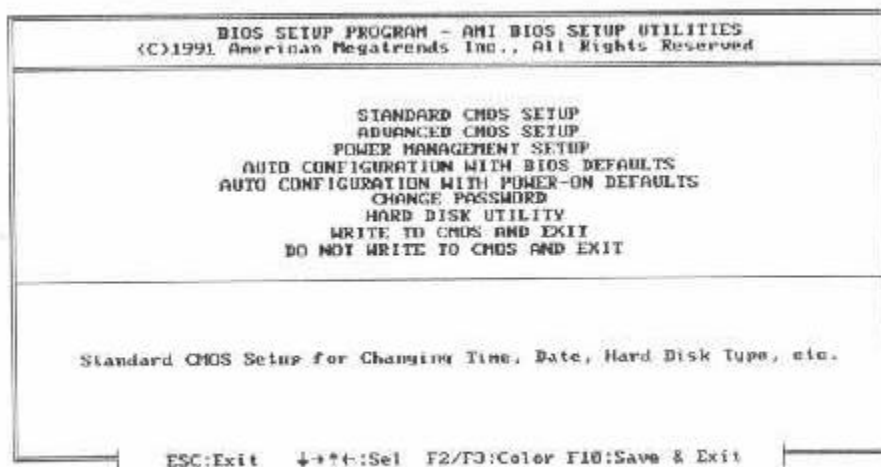 BIOS SETUP PROGRAM - AMI BIOS SETUP UTILITIES
(C)1991 American Megatrends Inc., All Rights Reserved
STANDARD CMOS SETUP
ADVANCED CMOS SETUP
POWER MANAGEMENT SETUP
AUTO CONFIGURATION WITH BIOS DEFAULTS
AUTO CONFIGURATION WITH POWER-ON DEFAULTS
CHANGE PASSWORD
HARD DISK UTILITY
WRITE TO CMOS AND EXIT
DO NOT WRITE TO CMOS AND EXIT
Standard CMOS Setup for Changing Time, Date, Hard Disk Type, etc.
ESC:Exit ↓→↑←:Sel F2/F3:Color F10:Save & Exit